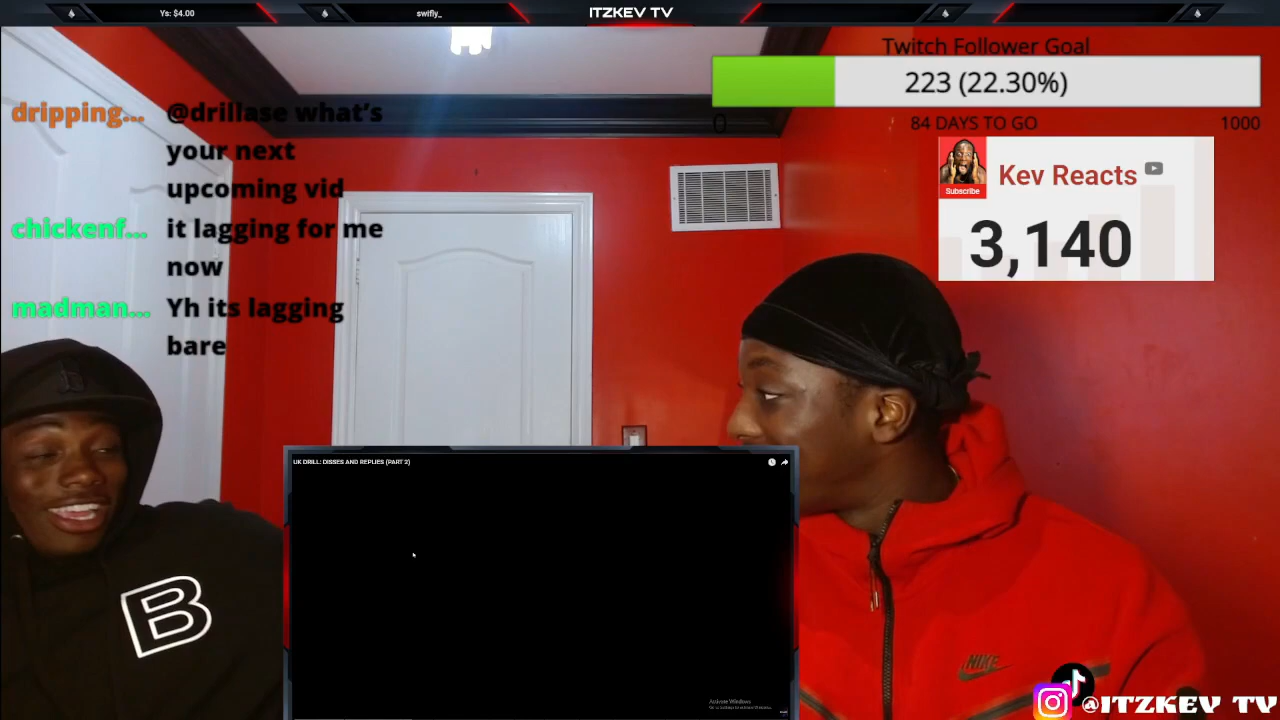 Ys: $4.00
swifly_
ITZKEV TV
Twitch Follower Goal
223 (22.30%)
0
84 DAYS TO GO
1000
dripping... @drillase what's
your next
upcoming vid
chickenf... it lagging for me
now
madman... Yh its lagging
bare
Subscribe
Kev Reacts
3,140
UK DRILL: DISSES AND REPLIES (PART 2)
B
NIKE
Activate Windows
@ITZKEV TV